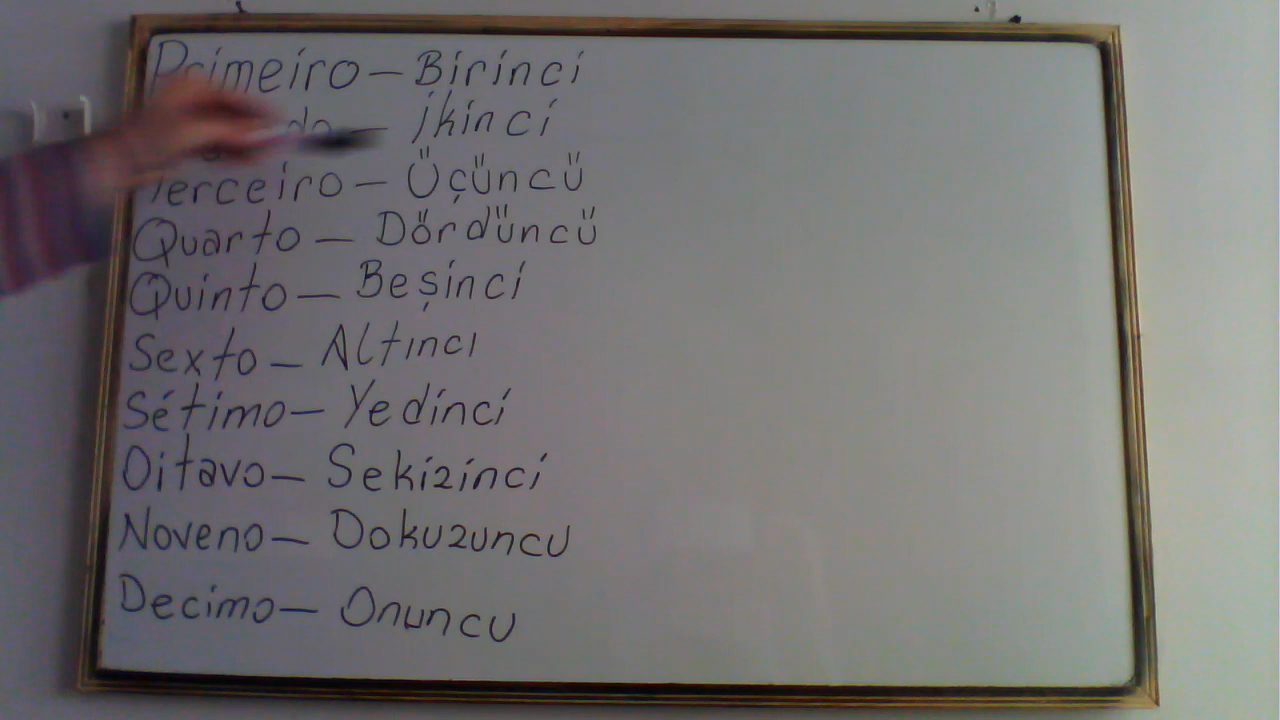 Primeiro – Birinci
– İkinci
Terceiro – Üçüncü
Quarto – Dördüncü
Quinto – Beşinci
Sexto – Altıncı
Sétimo – Yedinci
Oitavo – Sekizinci
Noveno – Dokuzuncu
Decimo – Onuncu